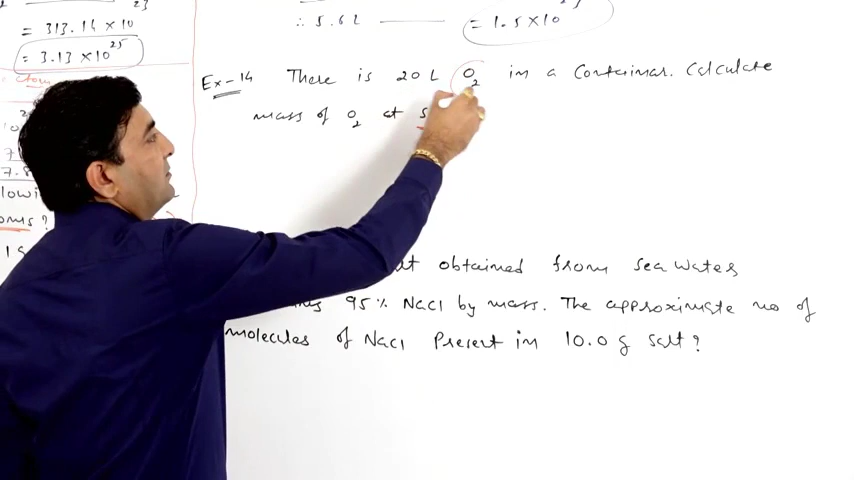 = 313.14 × 10
= 3.13 × 10²⁵
∴ 5.6 L = 1.5 × 10
Ex-14 There is 20 L O₂ in a Container. Calculate
mass of O₂ at
obtained from sea water
95% NaCl by mass. The approximate no of
molecules of NaCl Present in 10.0 g salt?